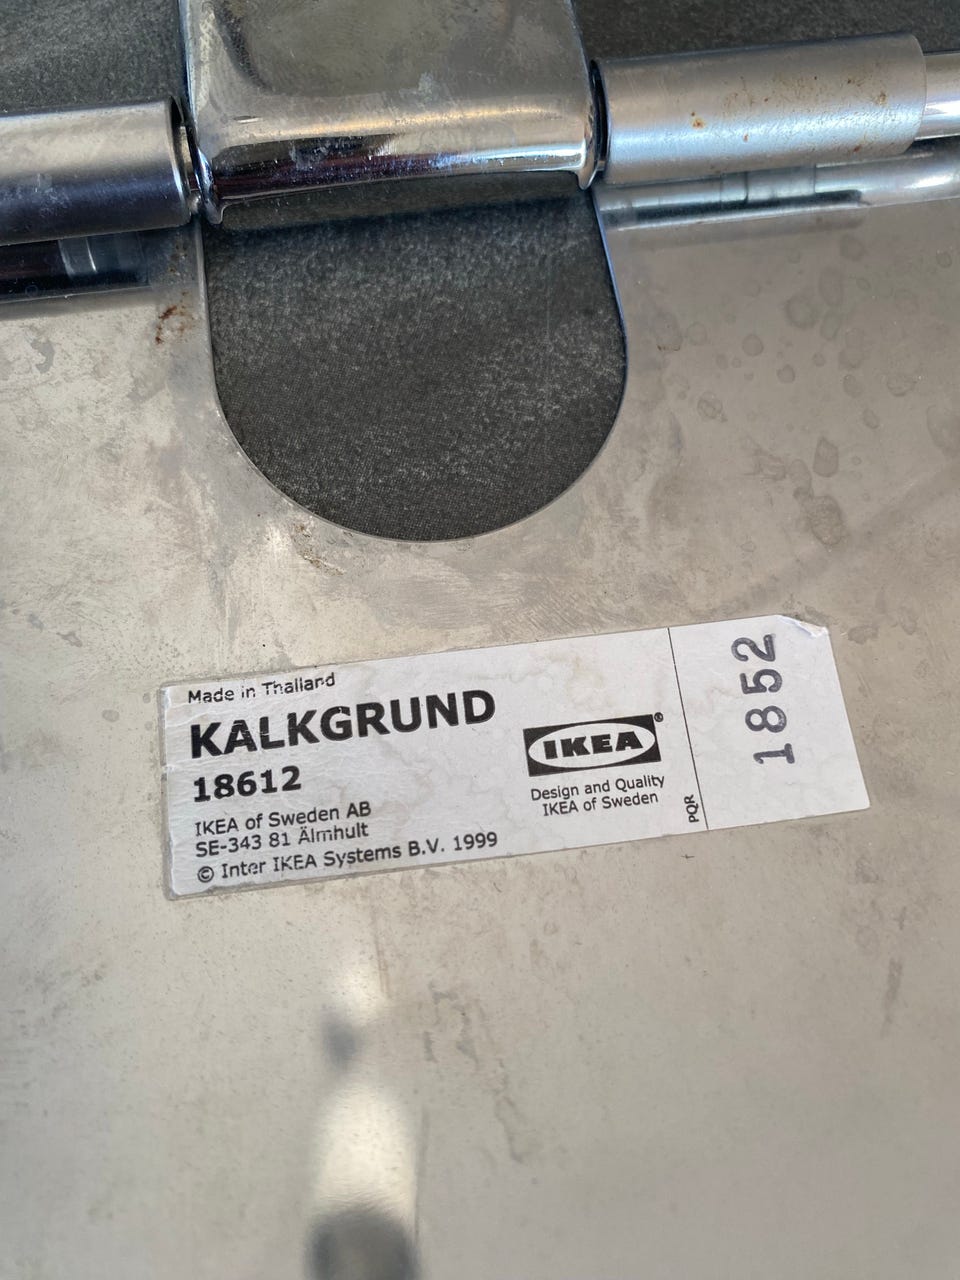 Made in Thailand
KALKGRUND
18612
IKEA of Sweden AB
SE-343 81 Älmhult
© Inter IKEA Systems B.V. 1999
IKEA®
Design and Quality
IKEA of Sweden
PQR
1852